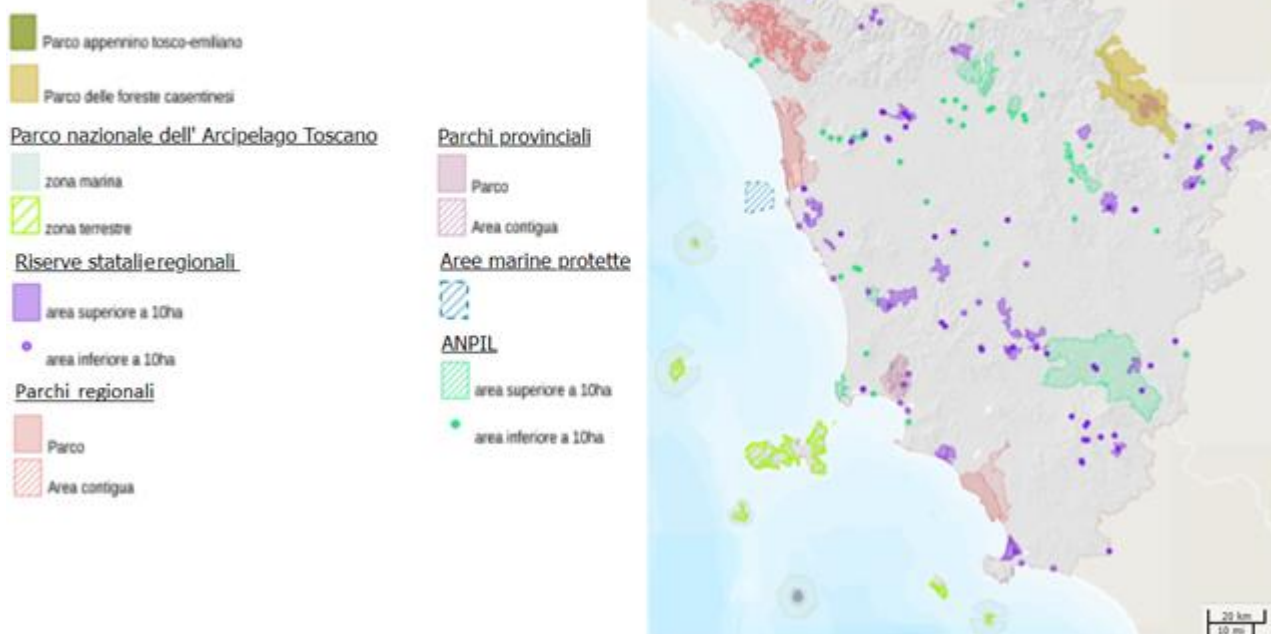 Parco appennino tosco-emiliano
Parco delle foreste casentinesi
Parco nazionale dell' Arcipelago Toscano
zona marina
zona terrestre
Riserve statali e regionali
area superiore a 10ha
area inferiore a 10ha
Parchi regionali
Parco
Area contigua
Parchi provinciali
Parco
Area contigua
Aree marine protette
ANPIL
area superiore a 10ha
area inferiore a 10ha
20 km
10 mi